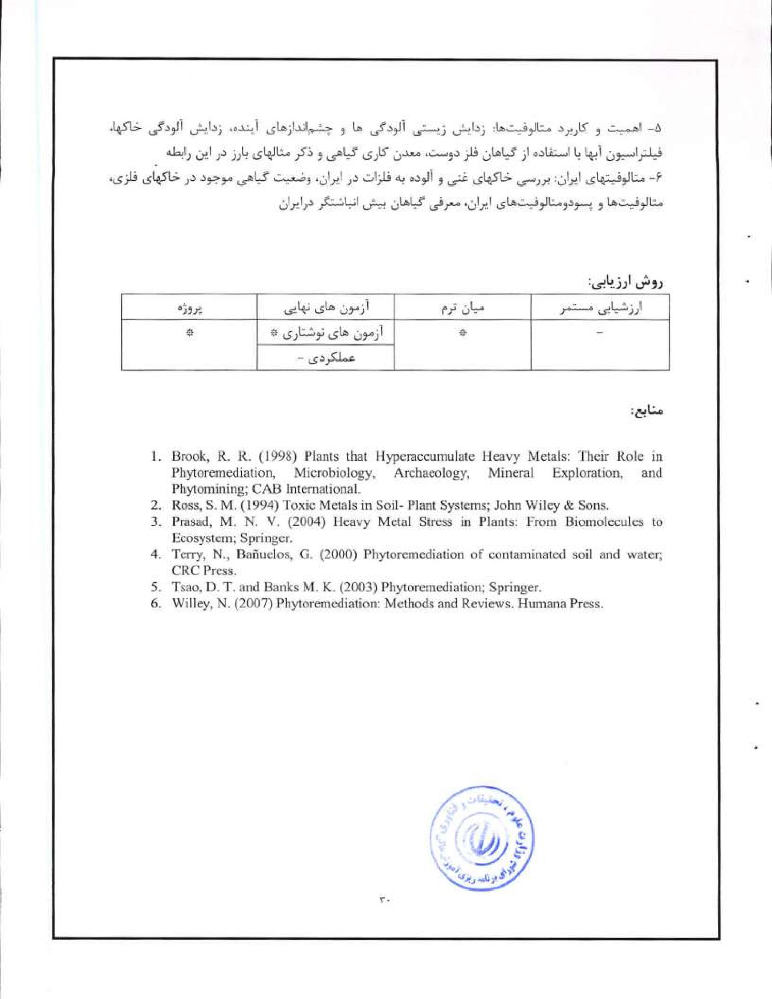 ۵- اهمیت و کاربرد متالوفیت‌ها: زدایش زیستی آلودگی ها و چشم‌اندازهای آینده، زدایش آلودگی خاکها،
فیلتراسیون آبها با استفاده از گیاهان فلز دوست، معدن کاری گیاهی و ذکر مثالهای بارز در این رابطه
۶- متالوفیتهای ایران: بررسی خاکهای غنی و آلوده به فلزات در ایران، وضعیت گیاهی موجود در خاکهای فلزی،
متالوفیت‌ها و پسودومتالوفیت‌های ایران، معرفی گیاهان بیش انباشتگر درایران
روش ارزیابی:
ارزشیابی مستمر میان ترم آزمون های نهایی پروژه
- * آزمون های نوشتاری * *
عملکردی -
منابع:
1. Brook, R. R. (1998) Plants that Hyperaccumulate Heavy Metals: Their Role in
Phytoremediation, Microbiology, Archaeology, Mineral Exploration, and
Phytomining; CAB International.
2. Ross, S. M. (1994) Toxic Metals in Soil- Plant Systems; John Wiley & Sons.
3. Prasad, M. N. V. (2004) Heavy Metal Stress in Plants: From Biomolecules to
Ecosystem; Springer.
4. Terry, N., Bañuelos, G. (2000) Phytoremediation of contaminated soil and water;
CRC Press.
5. Tsao, D. T. and Banks M. K. (2003) Phytoremediation; Springer.
6. Willey, N. (2007) Phytoremediation: Methods and Reviews. Humana Press.
وزارت علوم، تحقیقات و فناوری
شورای برنامه ریزی آموزش
۳۰